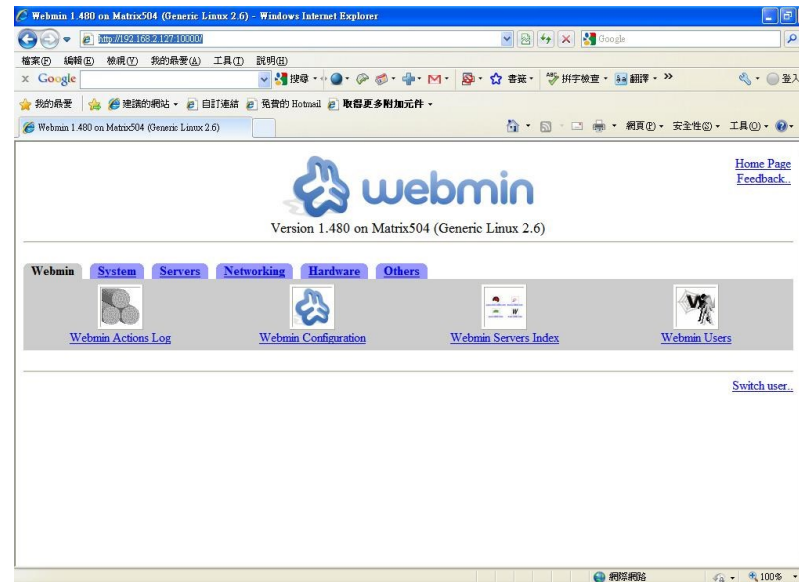 Webmin 1.480 on Matrix504 (Generic Linux 2.6) - Windows Internet Explorer
http://192.168.2.127:10000/
Google
檔案(F) 編輯(E) 檢視(V) 我的最愛(A) 工具(T) 說明(H)
x Google 搜尋 書籤 拼字檢查 翻譯 » 登入
我的最愛 建議的網站 自訂連結 免費的 Hotmail 取得更多附加元件
Webmin 1.480 on Matrix504 (Generic Linux 2.6) 網頁(P) 安全性(S) 工具(O)
webmin
Home Page
Feedback..
Version 1.480 on Matrix504 (Generic Linux 2.6)
Webmin System Servers Networking Hardware Others
Webmin Actions Log Webmin Configuration Webmin Servers Index Webmin Users
Switch user..
網際網路 100%